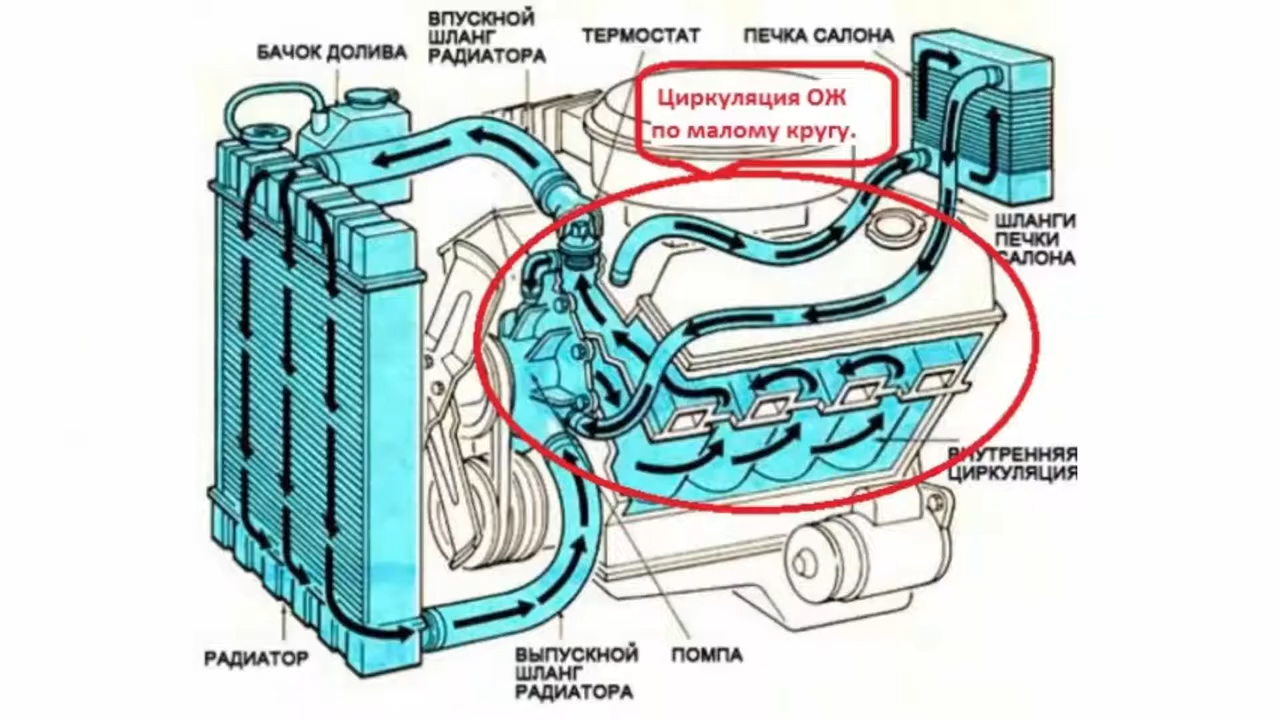 ВПУСКНОЙ
ШЛАНГ
РАДИАТОРА
БАЧОК ДОЛИВА
ТЕРМОСТАТ
ПЕЧКА САЛОНА
Циркуляция ОЖ
по малому кругу.
ШЛАНГИ
ПЕЧКИ
САЛОНА
ВНУТРЕННЯЯ
ЦИРКУЛЯЦИЯ
РАДИАТОР
ВЫПУСКНОЙ
ШЛАНГ
РАДИАТОРА
ПОМПА